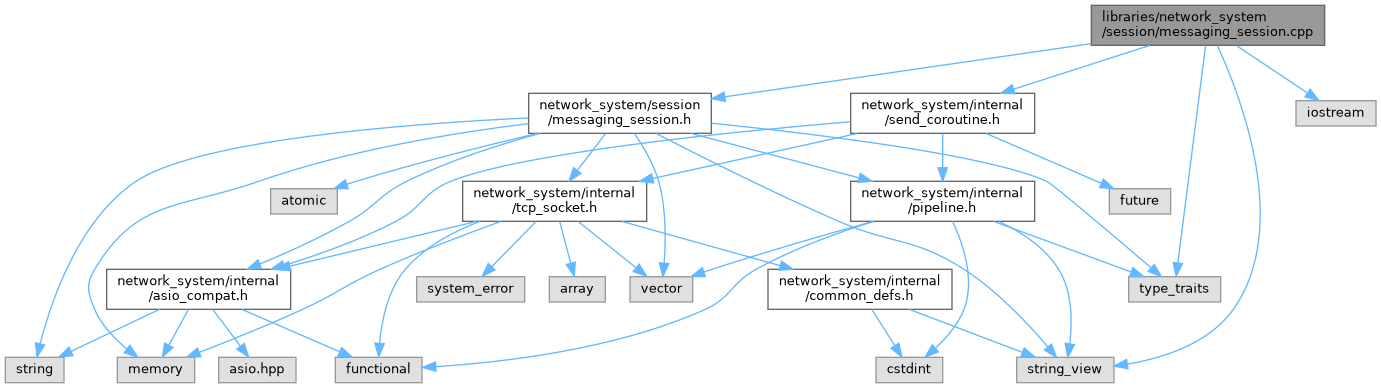 libraries/network_system
/session/messaging_session.cpp
network_system/session
/messaging_session.h
network_system/internal
/send_coroutine.h
iostream
atomic
network_system/internal
/tcp_socket.h
network_system/internal
/pipeline.h
future
network_system/internal
/asio_compat.h
system_error
array
vector
network_system/internal
/common_defs.h
type_traits
string
memory
asio.hpp
functional
cstdint
string_view